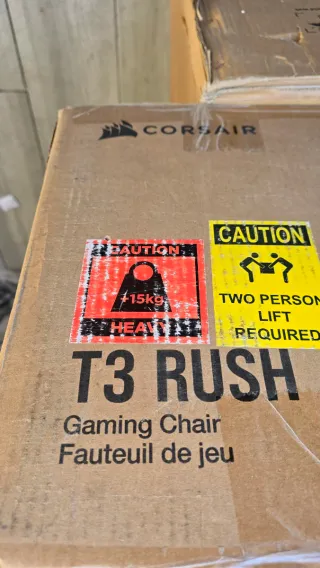 CORSAIR
CAUTION
+15kg
HEAVY
CAUTION
TWO PERSON
LIFT
REQUIRED
T3 RUSH
Gaming Chair
Fauteuil de jeu